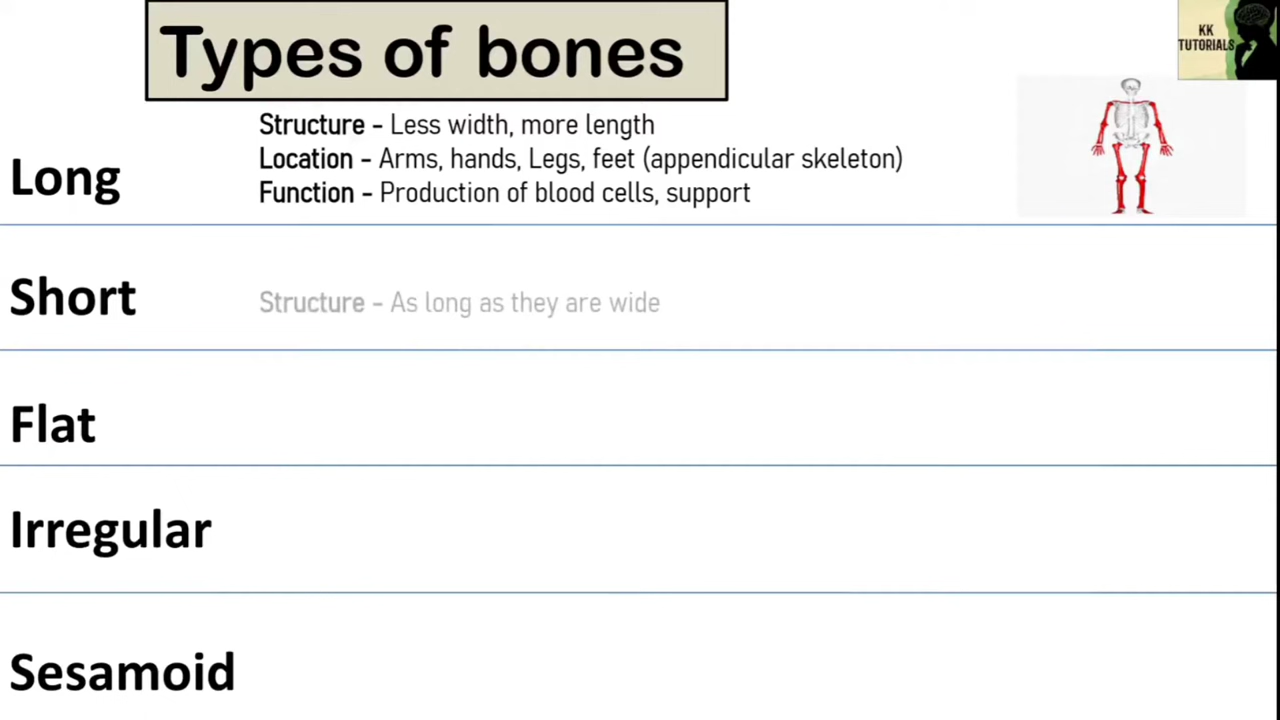 Types of bones
KK
TUTORIALS
Structure - Less width, more length
Location - Arms, hands, Legs, feet (appendicular skeleton)
Long
Function - Production of blood cells, support
Short
Structure - As long as they are wide
Flat
Irregular
Sesamoid